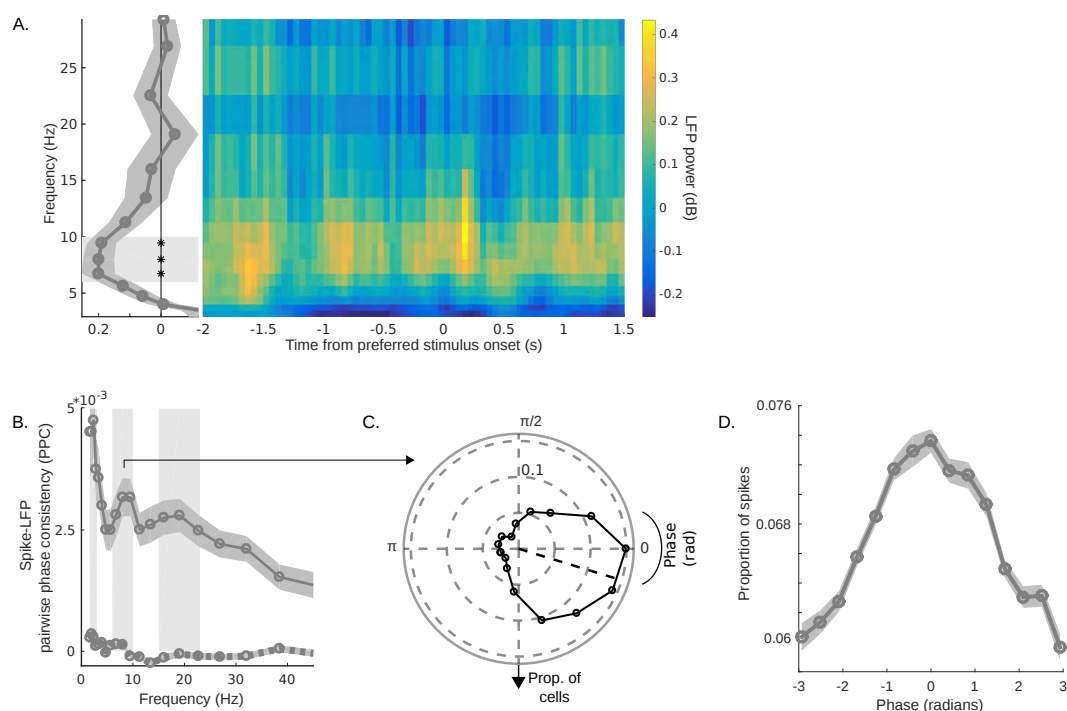 A.
Frequency (Hz)
25
20
15
10
5
0.2 0 -2 -1.5 -1 -0.5 0 0.5 1 1.5
Time from preferred stimulus onset (s)
0.4
0.3
0.2
0.1
0
-0.1
-0.2
LFP power (dB)
B.
5 *10⁻³
2.5
0
Spike-LFP
pairwise phase consistency (PPC)
0 10 20 30 40
Frequency (Hz)
C.
π/2
0.1
π
0
Phase
(rad)
Prop. of
cells
D.
0.076
0.068
0.06
Proportion of spikes
-3 -2 -1 0 1 2 3
Phase (radians)